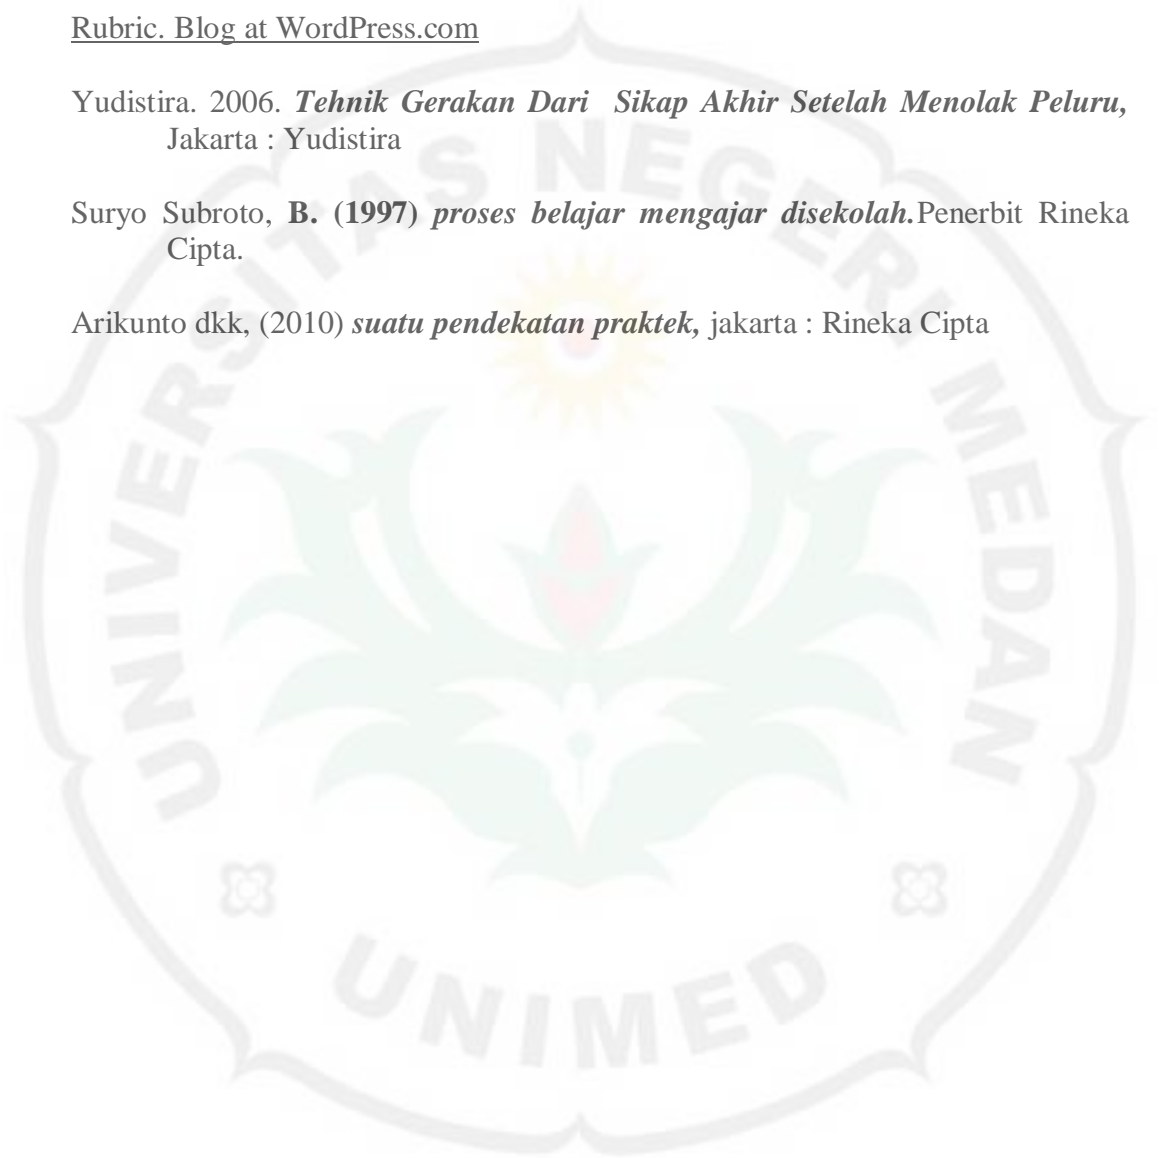 Rubric. Blog at WordPress.com
Yudistira. 2006. Tehnik Gerakan Dari Sikap Akhir Setelah Menolak Peluru,
Jakarta : Yudistira
Suryo Subroto, B. (1997) proses belajar mengajar disekolah.Penerbit Rineka
Cipta.
Arikunto dkk, (2010) suatu pendekatan praktek, jakarta : Rineka Cipta
UNIVERSITAS NEGERI MEDAN
UNIMED